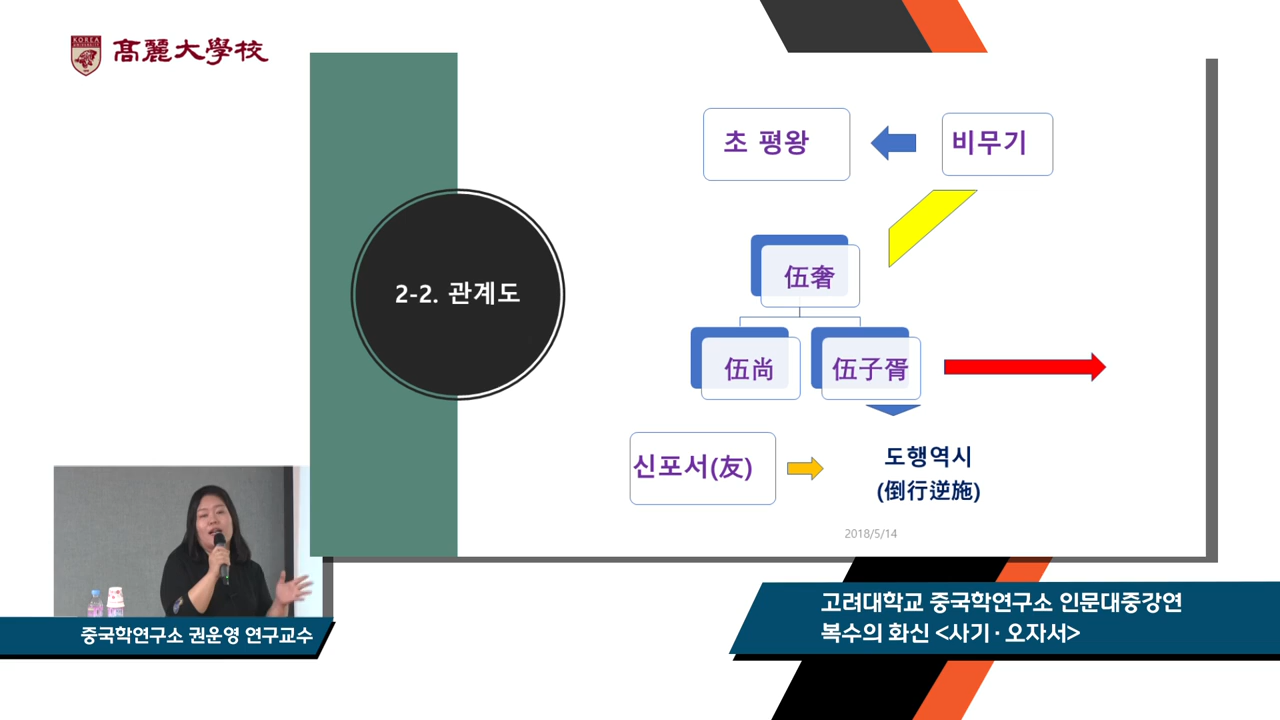 KOREA
UNIVERSITY
高麗大學校
초 평왕
비무기
2-2. 관계도
伍奢
伍尚
伍子胥
신포서(友)
도행역시
(倒行逆施)
2018/5/14
중국학연구소 권운영 연구교수
고려대학교 중국학연구소 인문대중강연
복수의 화신 <사기·오자서>